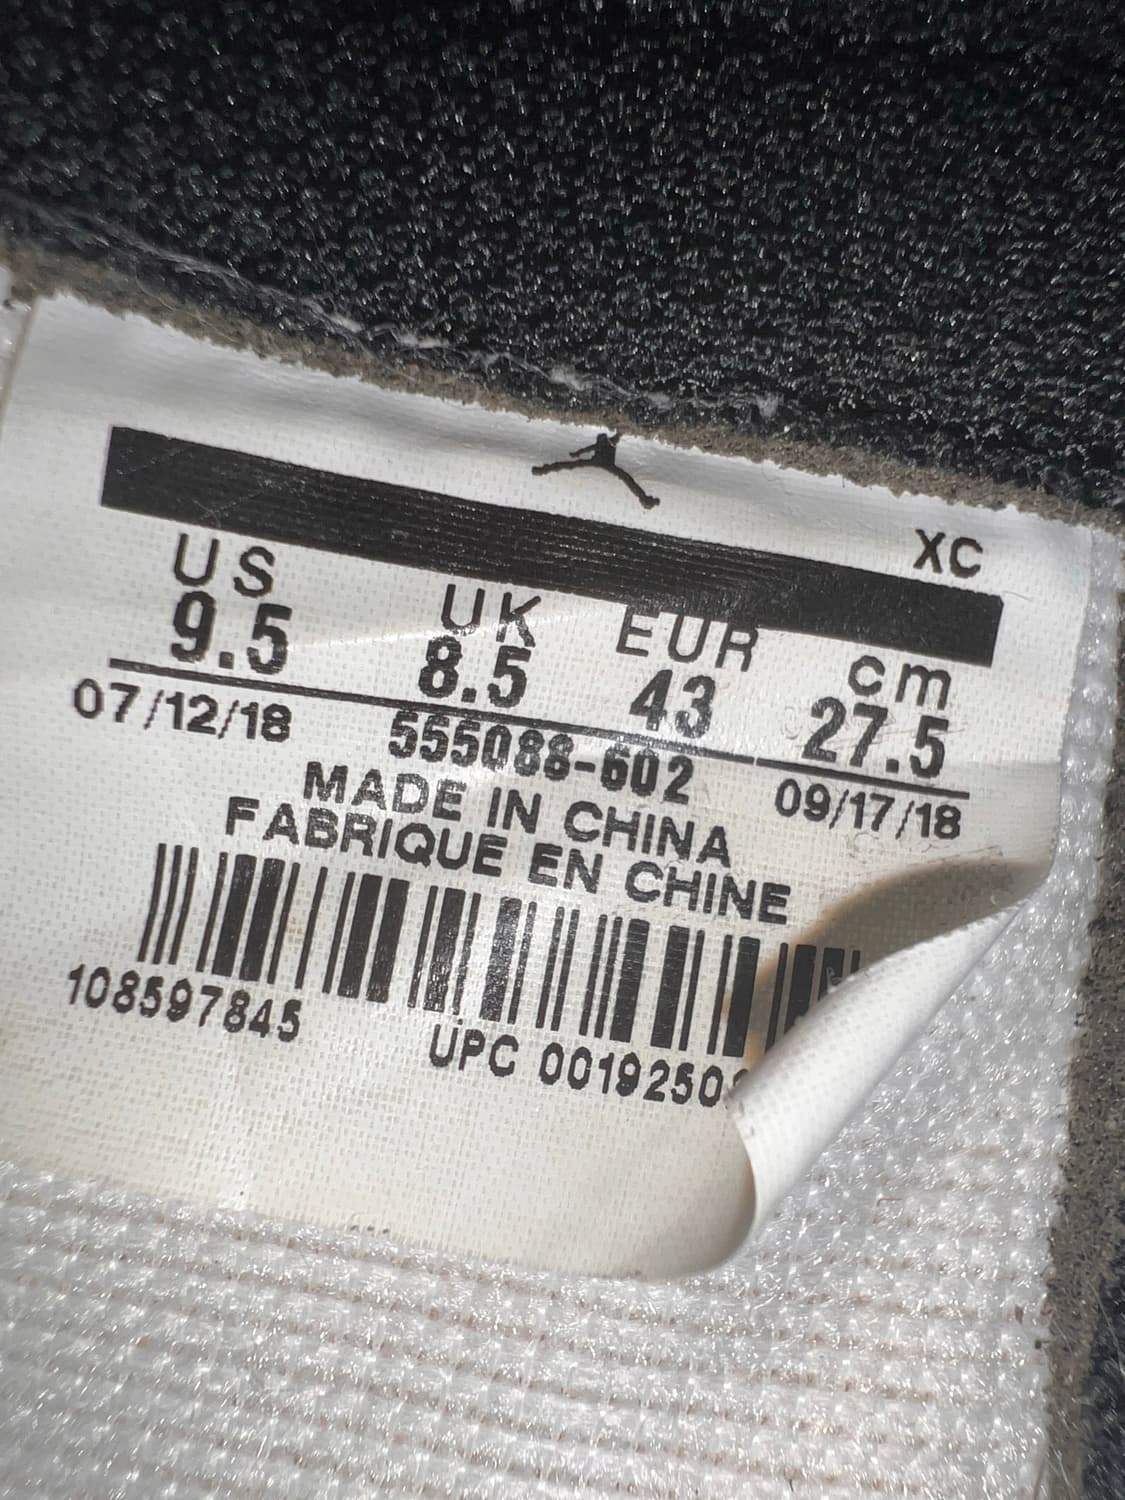 XC
US UK EUR cm
9.5 8.5 43 27.5
07/12/18 555088-602 09/17/18
MADE IN CHINA
FABRIQUE EN CHINE
108597845
UPC 0019250